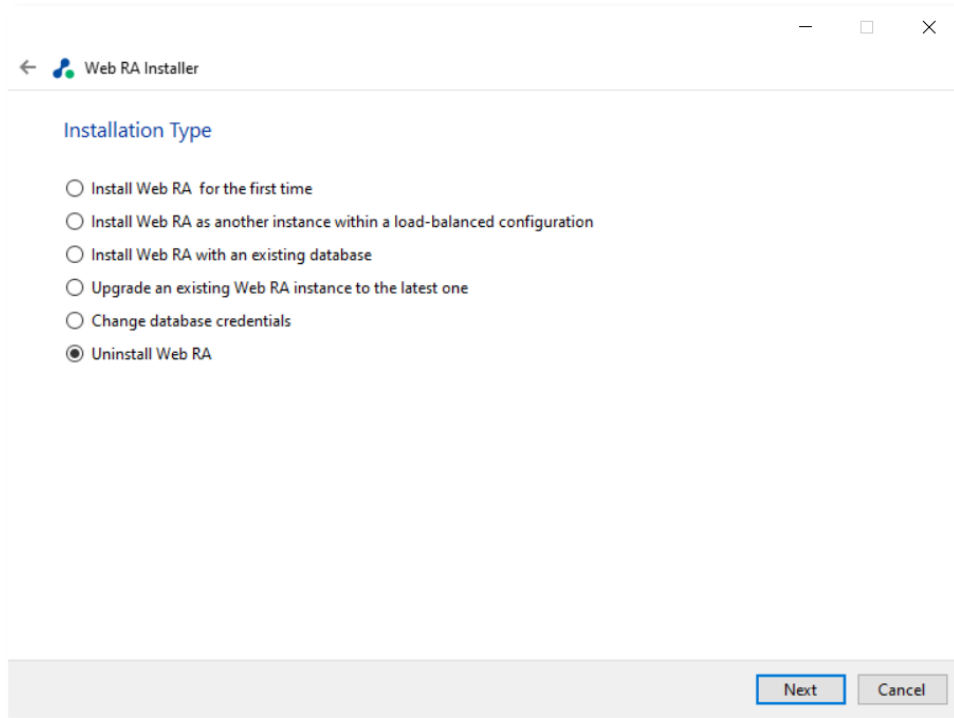 Web RA Installer
Installation Type
Install Web RA  for the first time
Install Web RA as another instance within a load-balanced configuration
Install Web RA with an existing database
Upgrade an existing Web RA instance to the latest one
Change database credentials
Uninstall Web RA
Next
Cancel